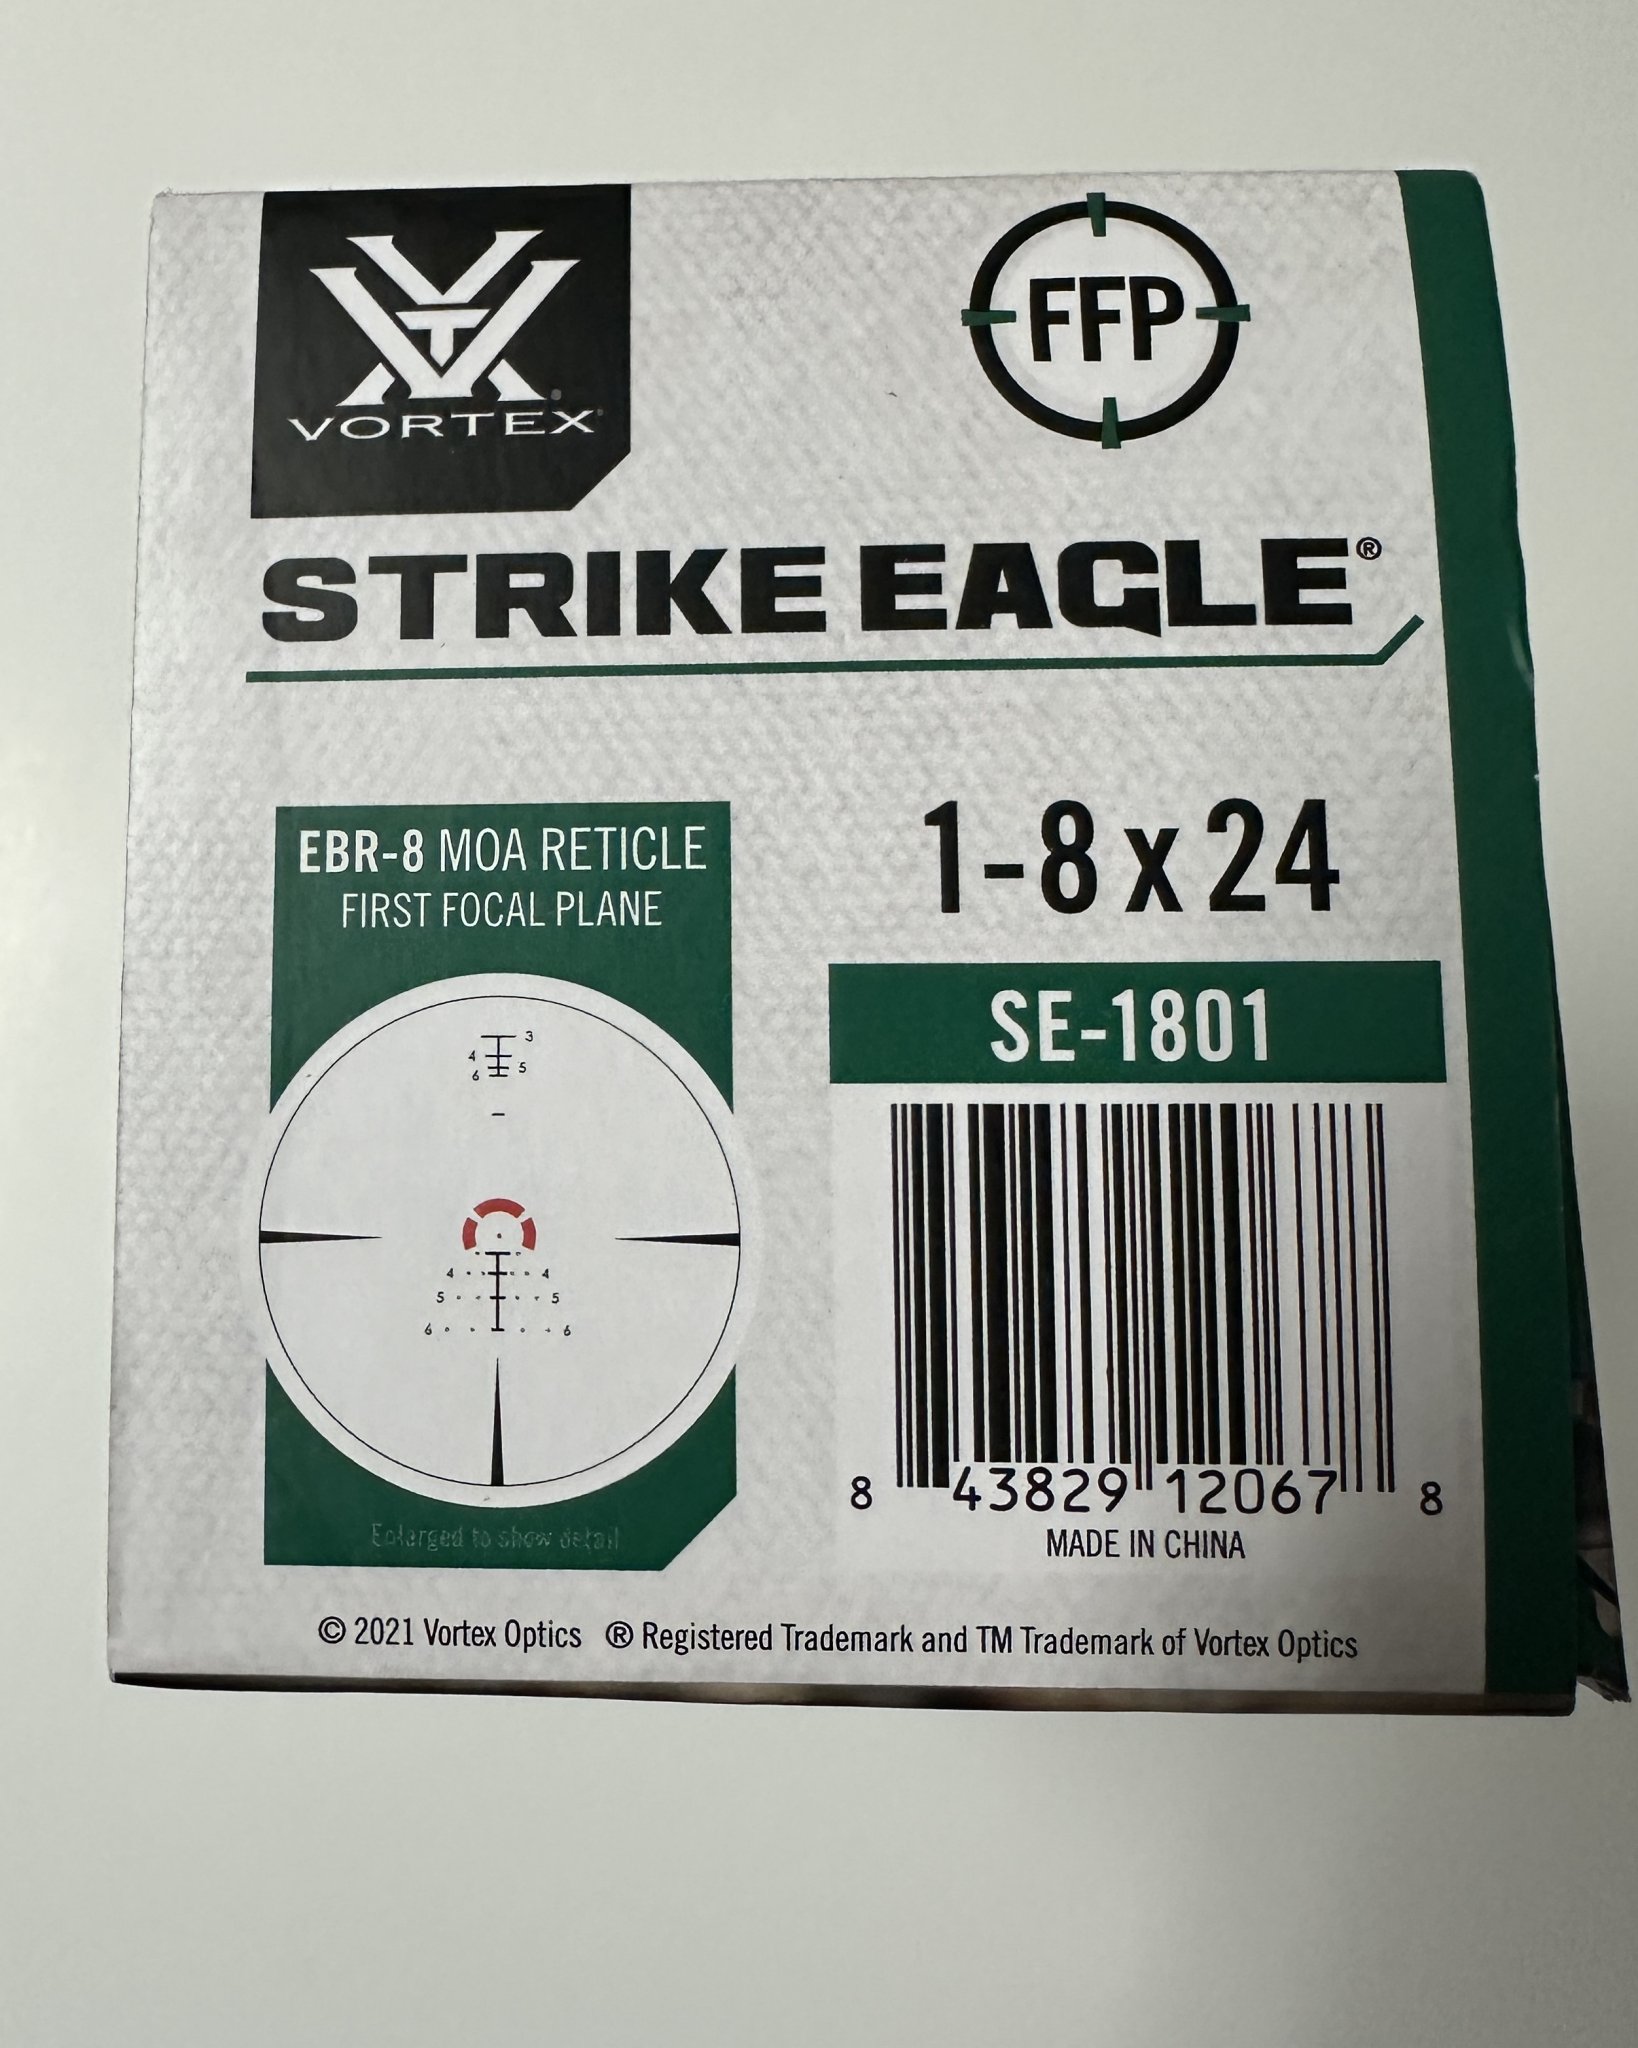 VORTEX
FFP
STRIKE EAGLE®
EBR-8 MOA RETICLE
FIRST FOCAL PLANE
3
4
5
6
4 4
5 5
6 6
Enlarged to show detail
1-8x24
SE-1801
8 43829 12067 8
MADE IN CHINA
© 2021 Vortex Optics ® Registered Trademark and TM Trademark of Vortex Optics